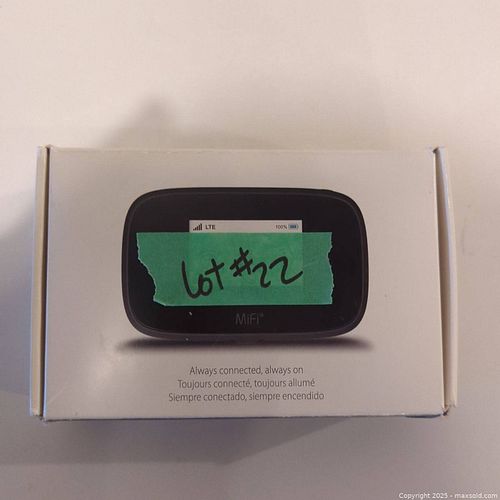 LTE 100%
Lot #22
MiFi™
Always connected, always on
Toujours connecté, toujours allumé
Siempre conectado, siempre encendido
Copyright 2025 - maxsold.com